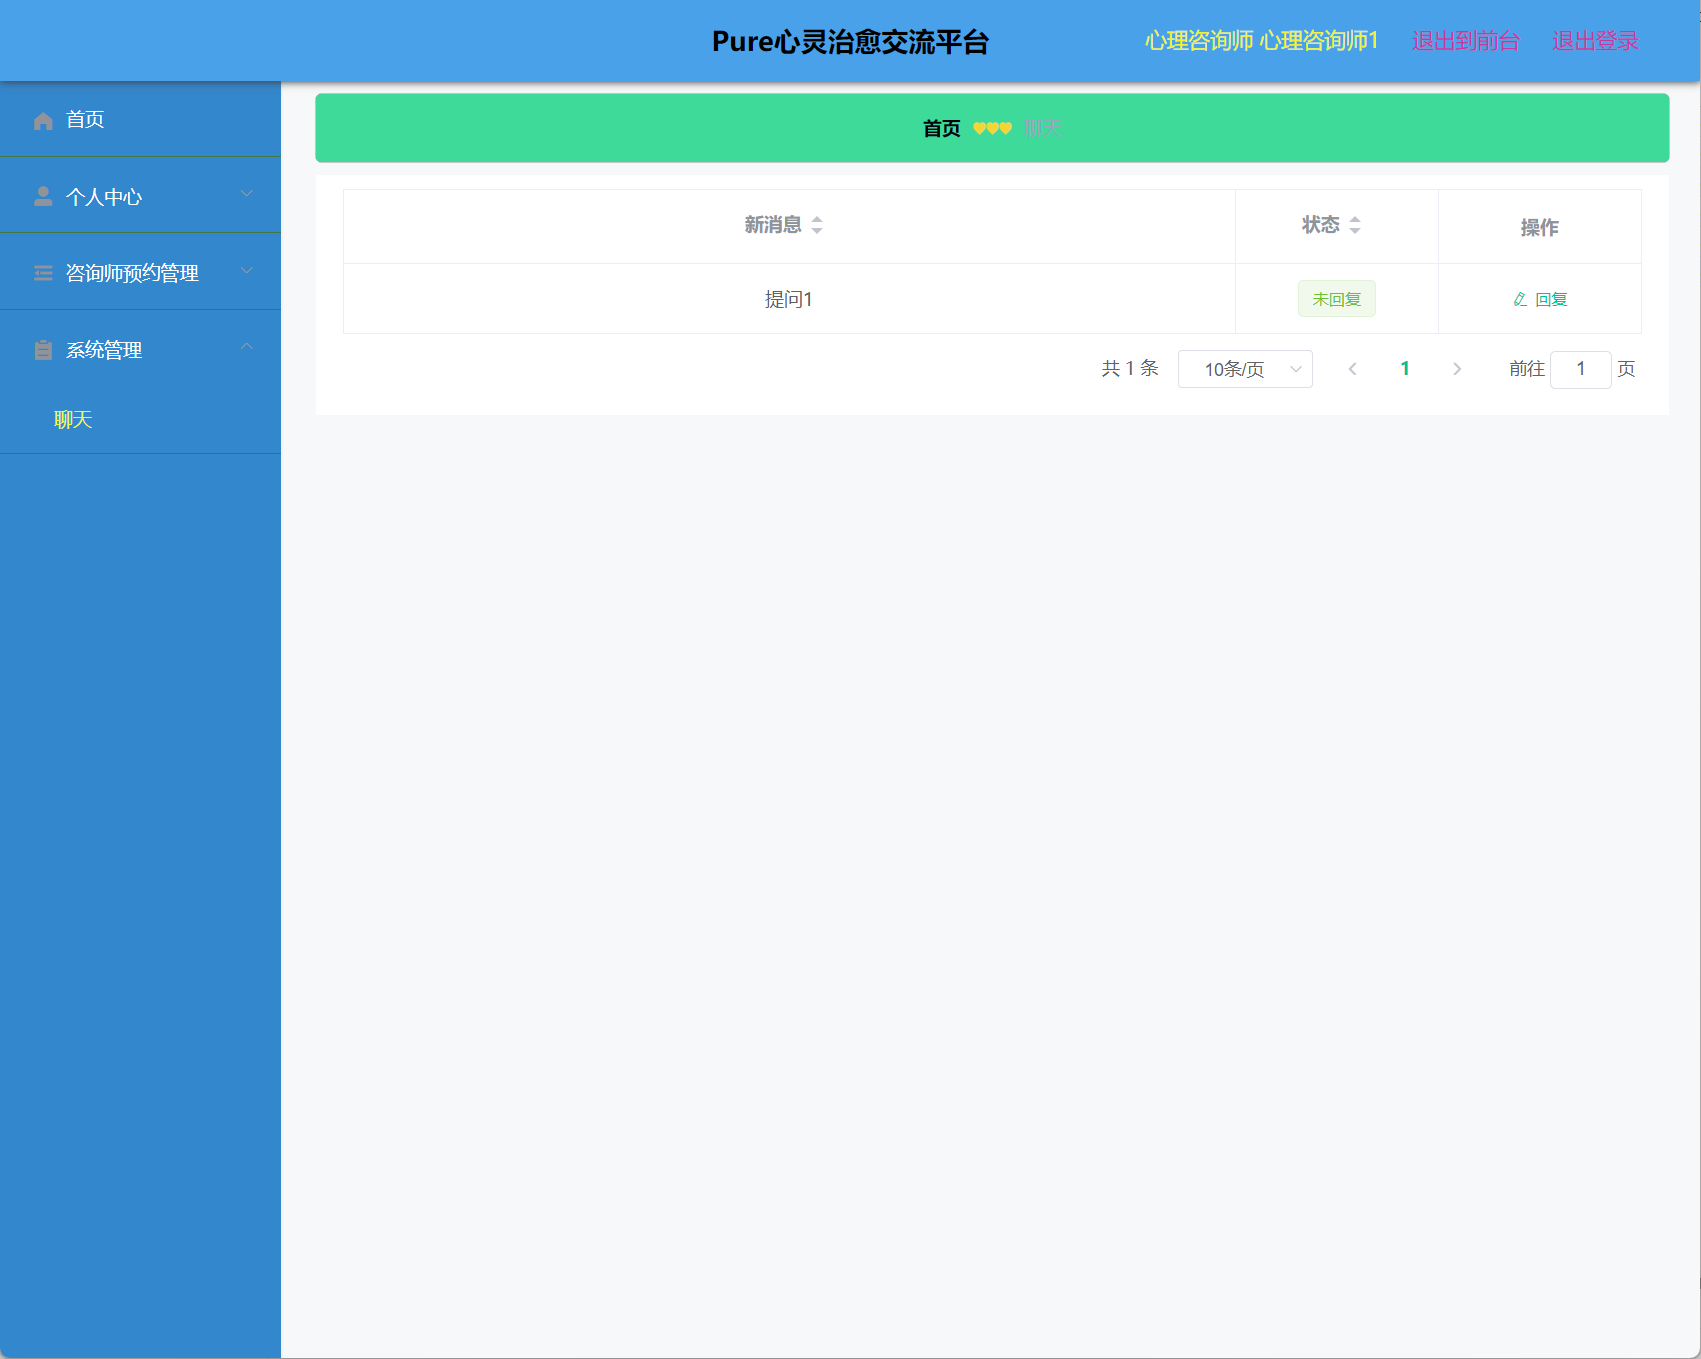 Pure心灵治愈交流平台
心理咨询师 心理咨询师1
退出到前台
退出登录
首页
个人中心
咨询师预约管理
系统管理
聊天
首页 聊天
新消息 状态 操作
提问1 未回复 回复
共 1 条 10条/页 1 前往 1 页